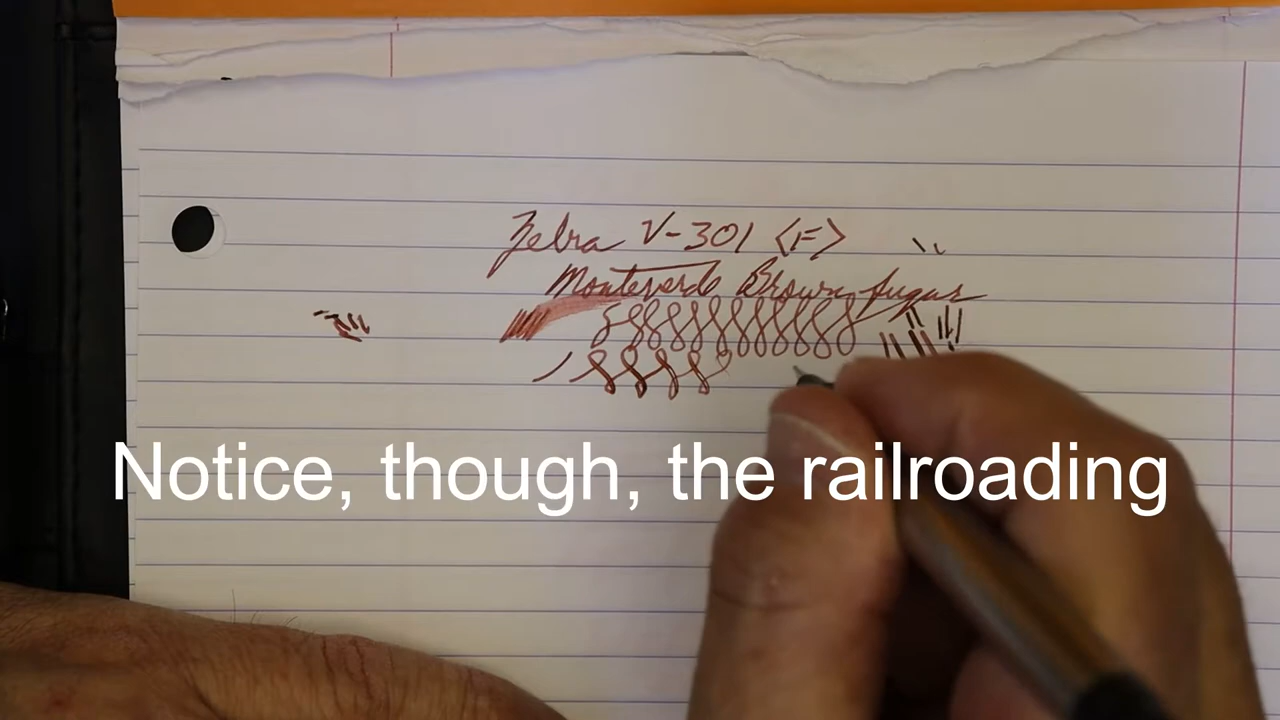 Zebra V-301 <F>
Monteverde Brown Sugar
Notice, though, the railroading